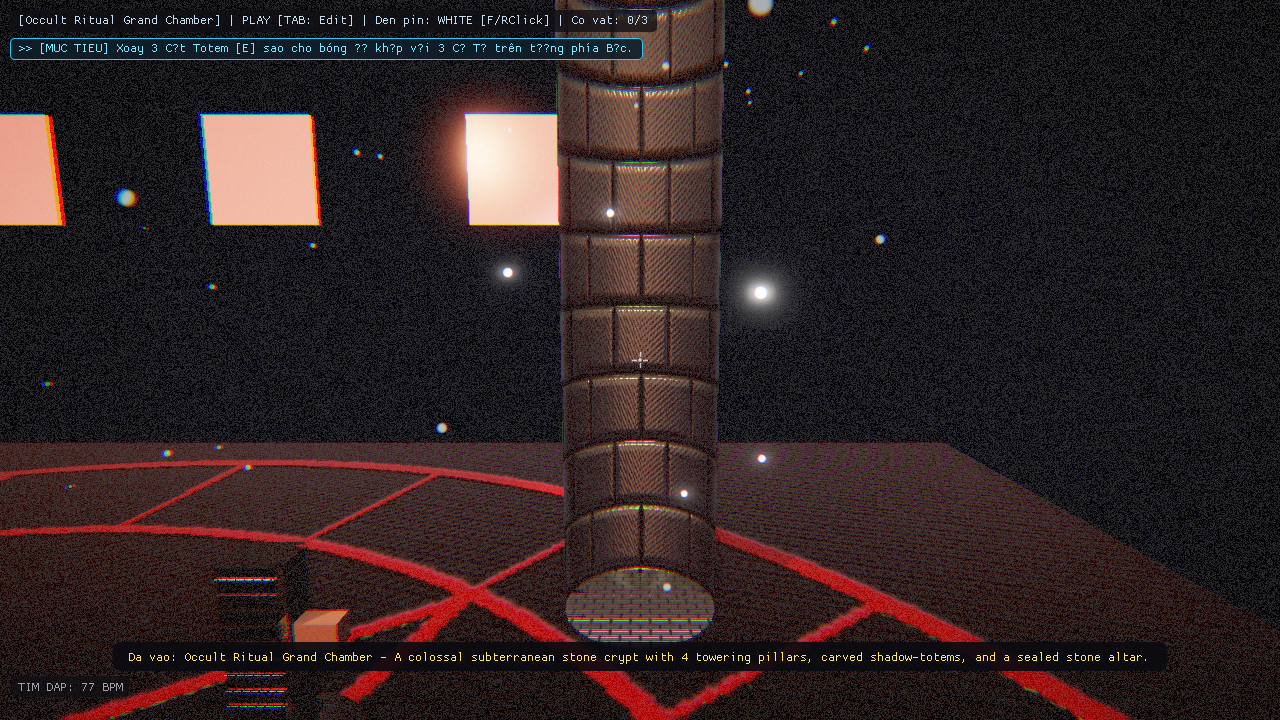 [Occult Ritual Grand Chamber] | PLAY [TAB: Edit] | Den pin: WHITE [F/RClick] | Co vat: 0/3
>> [MUC TIEU] Xoay 3 C?t Totem [E] sao cho bóng ?? kh?p v?i 3 C? T? trên t??ng phía B?c.
Da vao: Occult Ritual Grand Chamber - A colossal subterranean stone crypt with 4 towering pillars, carved shadow-totems, and a sealed stone altar.
TIM DAP: 77 BPM